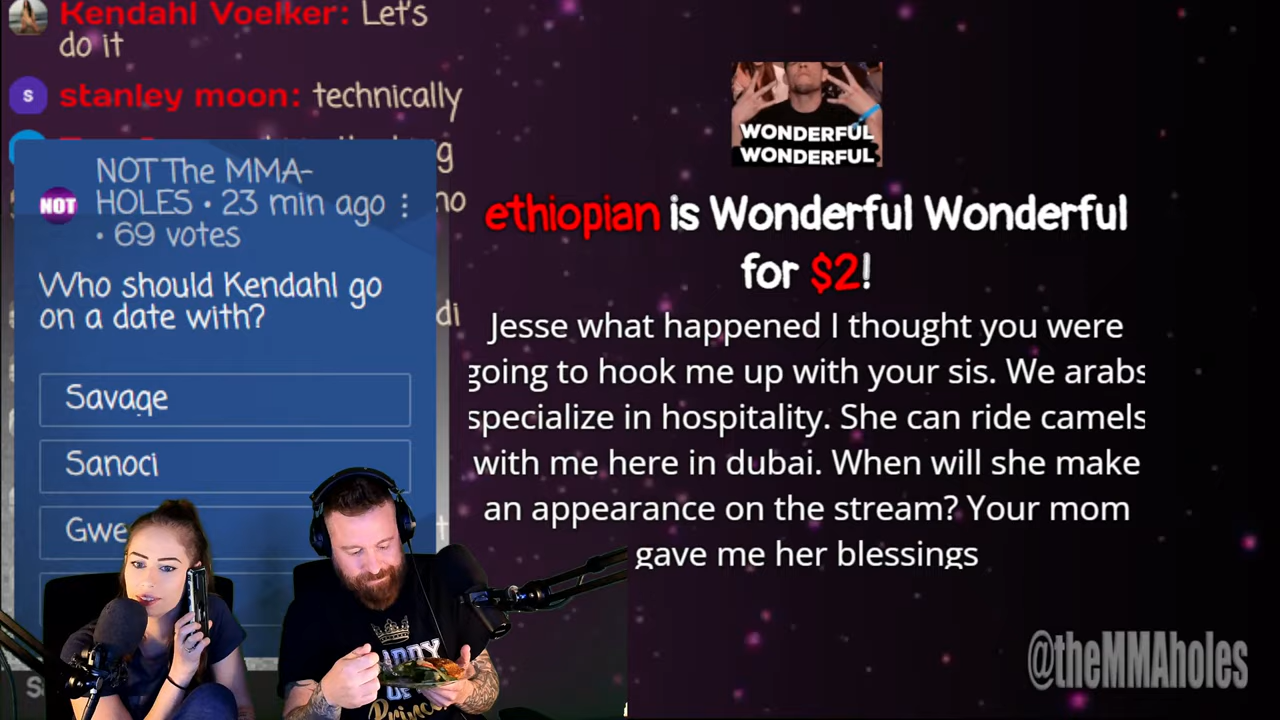 Kendahl Voelker: Let's
do it
S
stanley moon: technically
NOT The MMA-
HOLES • 23 min ago
• 69 votes
NOT
Who should Kendahl go
on a date with?
Savage
Sanoci
Gwe
WONDERFUL
WONDERFUL
ethiopian is Wonderful Wonderful
for $2!
Jesse what happened I thought you were
going to hook me up with your sis. We arabs
specialize in hospitality. She can ride camels
with me here in dubai. When will she make
an appearance on the stream? Your mom
gave me her blessings
@theMMAholes